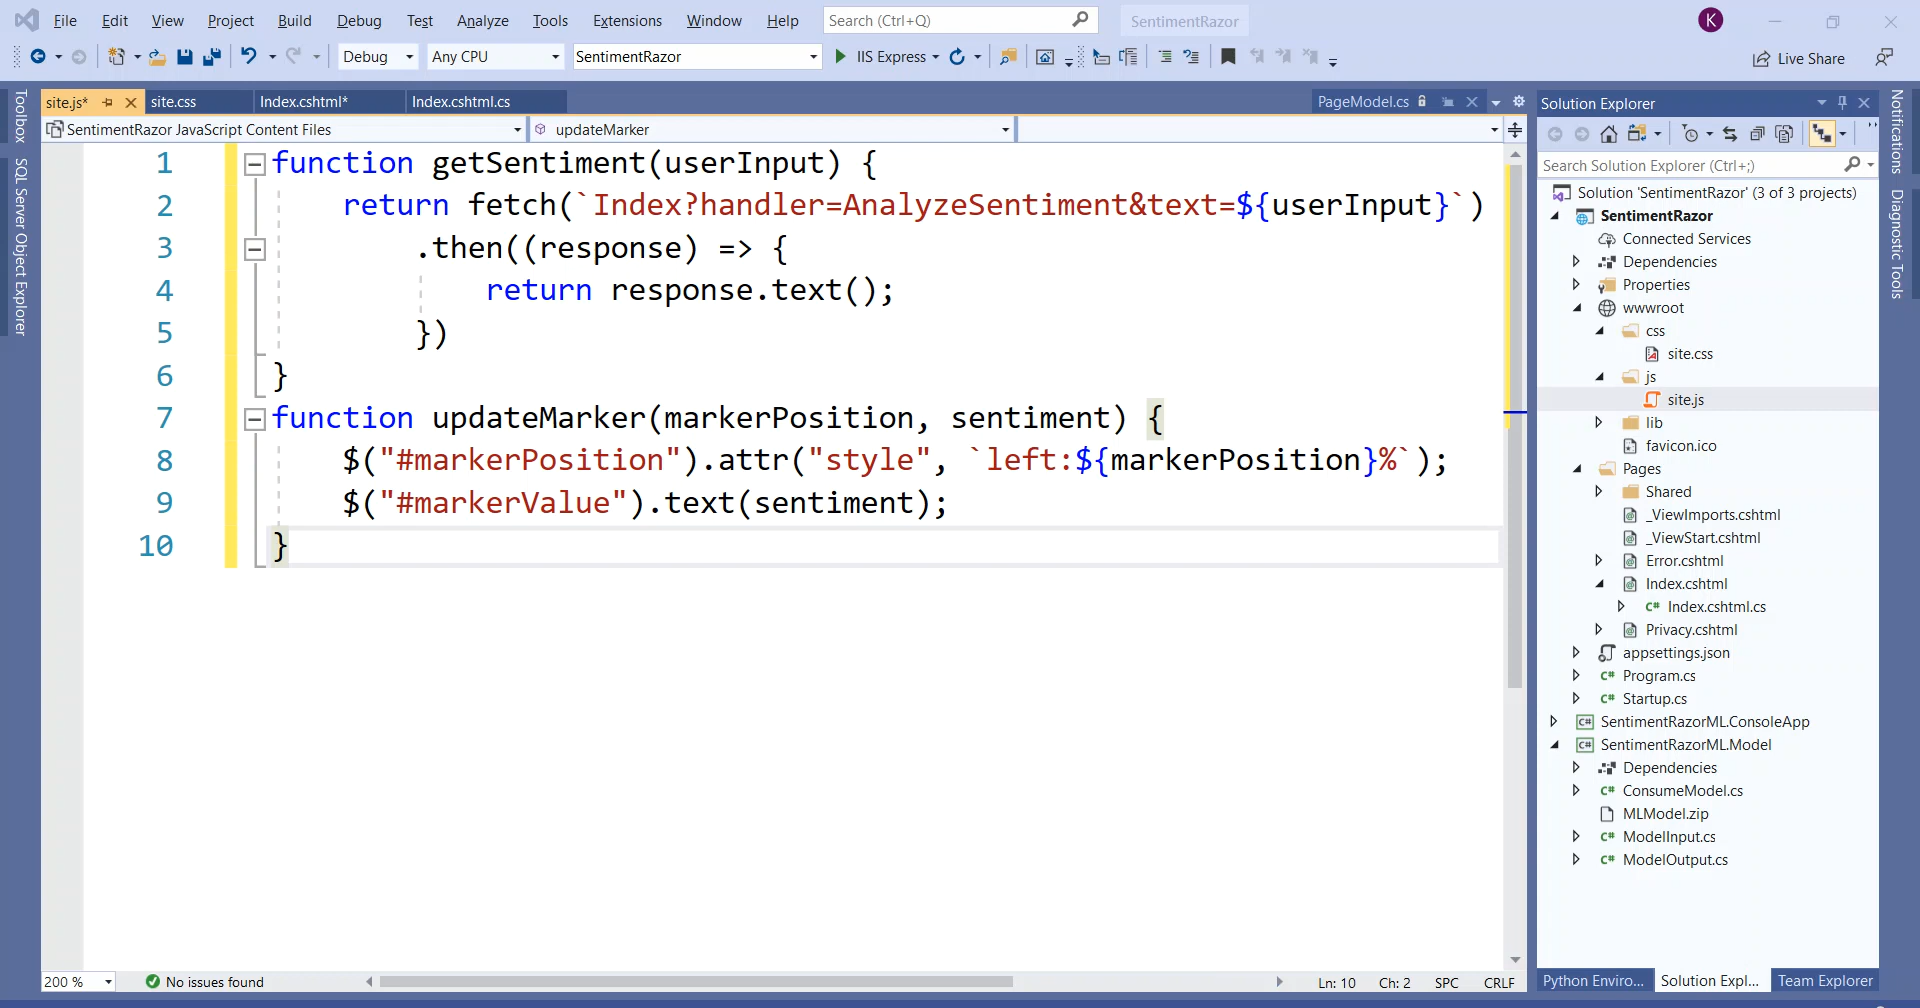 File Edit View Project Build Debug Test Analyze Tools Extensions Window Help Search (Ctrl+Q) SentimentRazor K
Debug Any CPU SentimentRazor IIS Express Live Share
site.js* site.css Index.cshtml* Index.cshtml.cs PageModel.cs
SentimentRazor JavaScript Content Files updateMarker
1 function getSentiment(userInput) {
2 return fetch(`Index?handler=AnalyzeSentiment&text=${userInput}`)
3 .then((response) => {
4 return response.text();
5 })
6 }
7 function updateMarker(markerPosition, sentiment) {
8 $("#markerPosition").attr("style", `left:${markerPosition}%`);
9 $("#markerValue").text(sentiment);
10 }
200 % No issues found Ln: 10 Ch: 2 SPC CRLF
Toolbox
SQL Server Object Explorer
Solution Explorer
Search Solution Explorer (Ctrl+;)
Solution 'SentimentRazor' (3 of 3 projects)
SentimentRazor
Connected Services
Dependencies
Properties
wwwroot
css
site.css
js
site.js
lib
favicon.ico
Pages
Shared
_ViewImports.cshtml
_ViewStart.cshtml
Error.cshtml
Index.cshtml
C# Index.cshtml.cs
Privacy.cshtml
appsettings.json
C# Program.cs
C# Startup.cs
C# SentimentRazorML.ConsoleApp
C# SentimentRazorML.Model
Dependencies
C# ConsumeModel.cs
MLModel.zip
C# ModelInput.cs
C# ModelOutput.cs
Python Enviro... Solution Expl... Team Explorer
Notifications
Diagnostic Tools